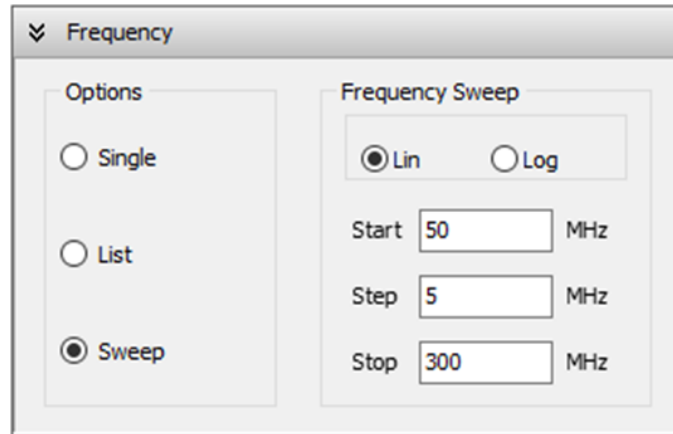 Frequency
Options
Single
List
Sweep
Frequency Sweep
Lin Log
Start 50 MHz
Step 5 MHz
Stop 300 MHz